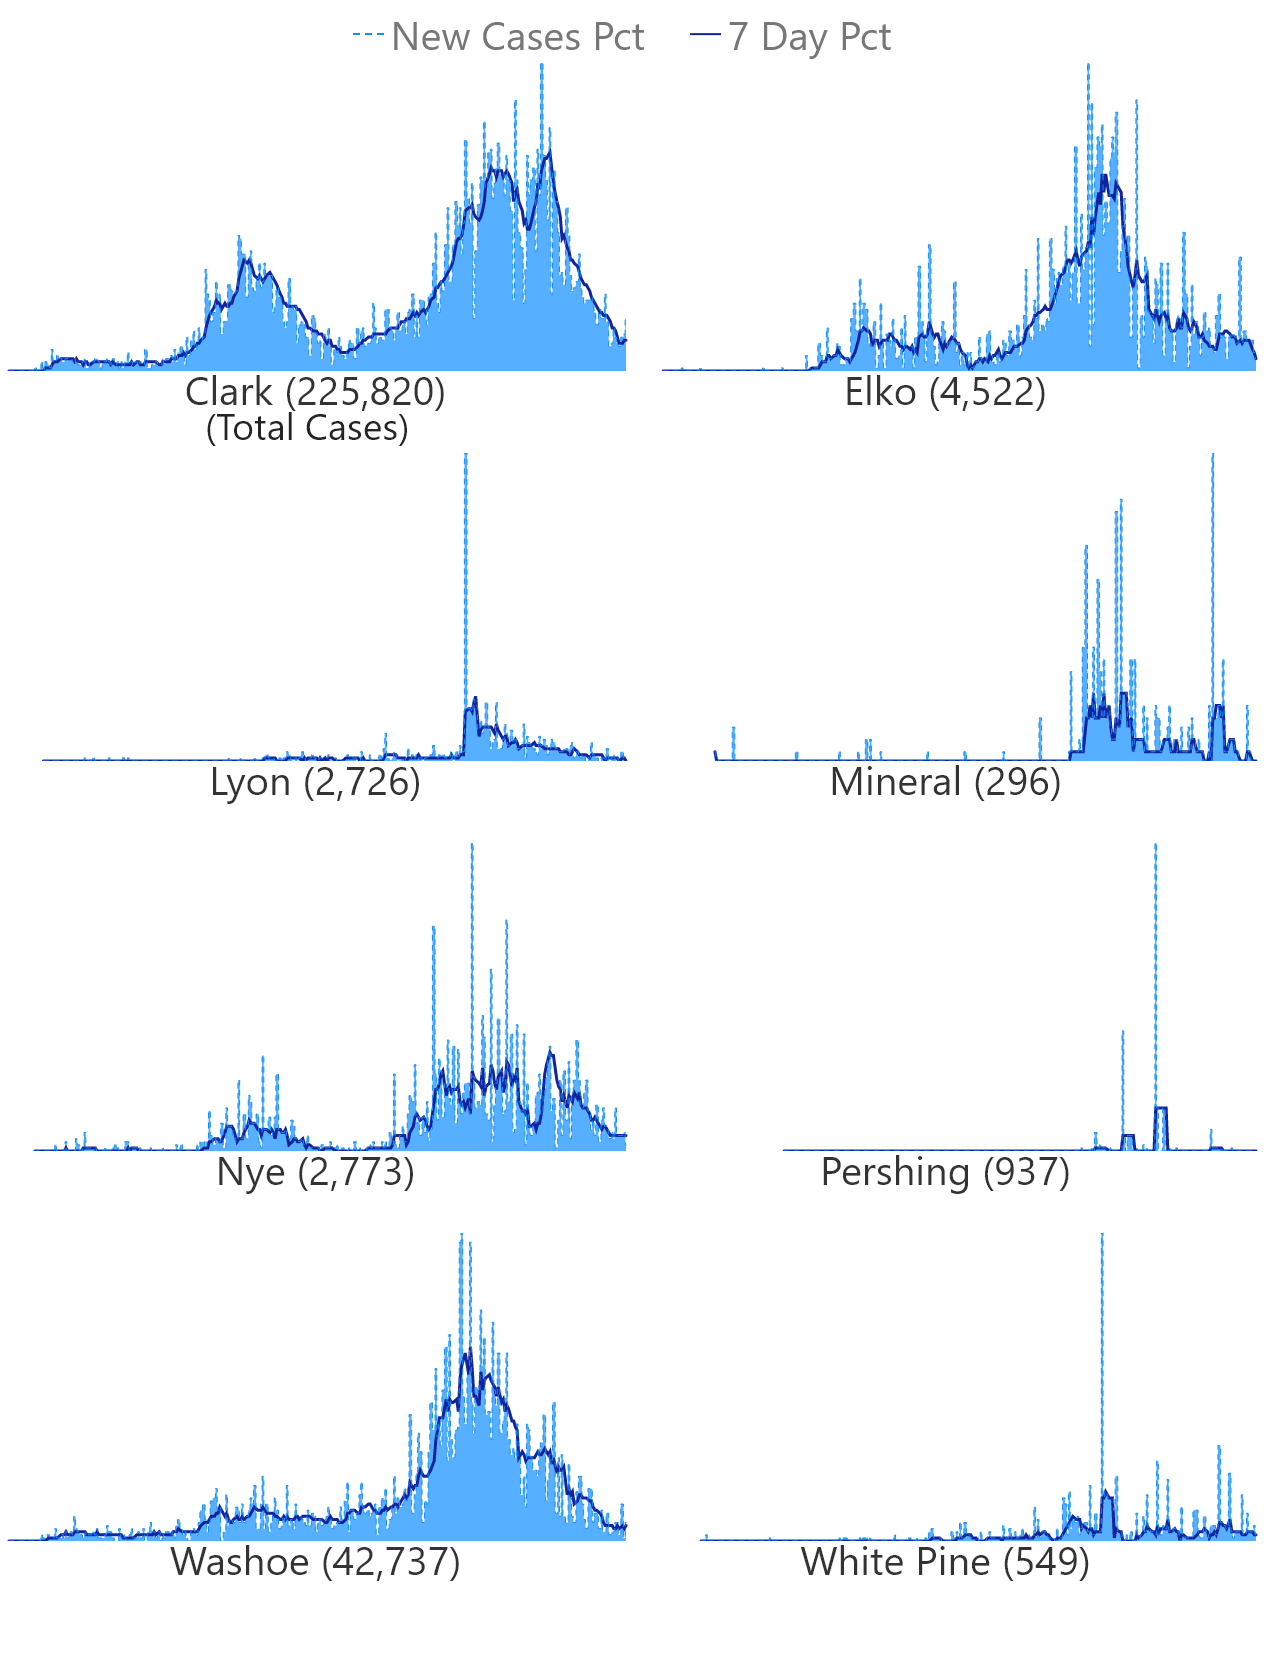 New Cases Pct 7 Day Pct
Clark (225,820) Elko (4,522)
(Total Cases)
Lyon (2,726) Mineral (296)
Nye (2,773) Pershing (937)
Washoe (42,737) White Pine (549)